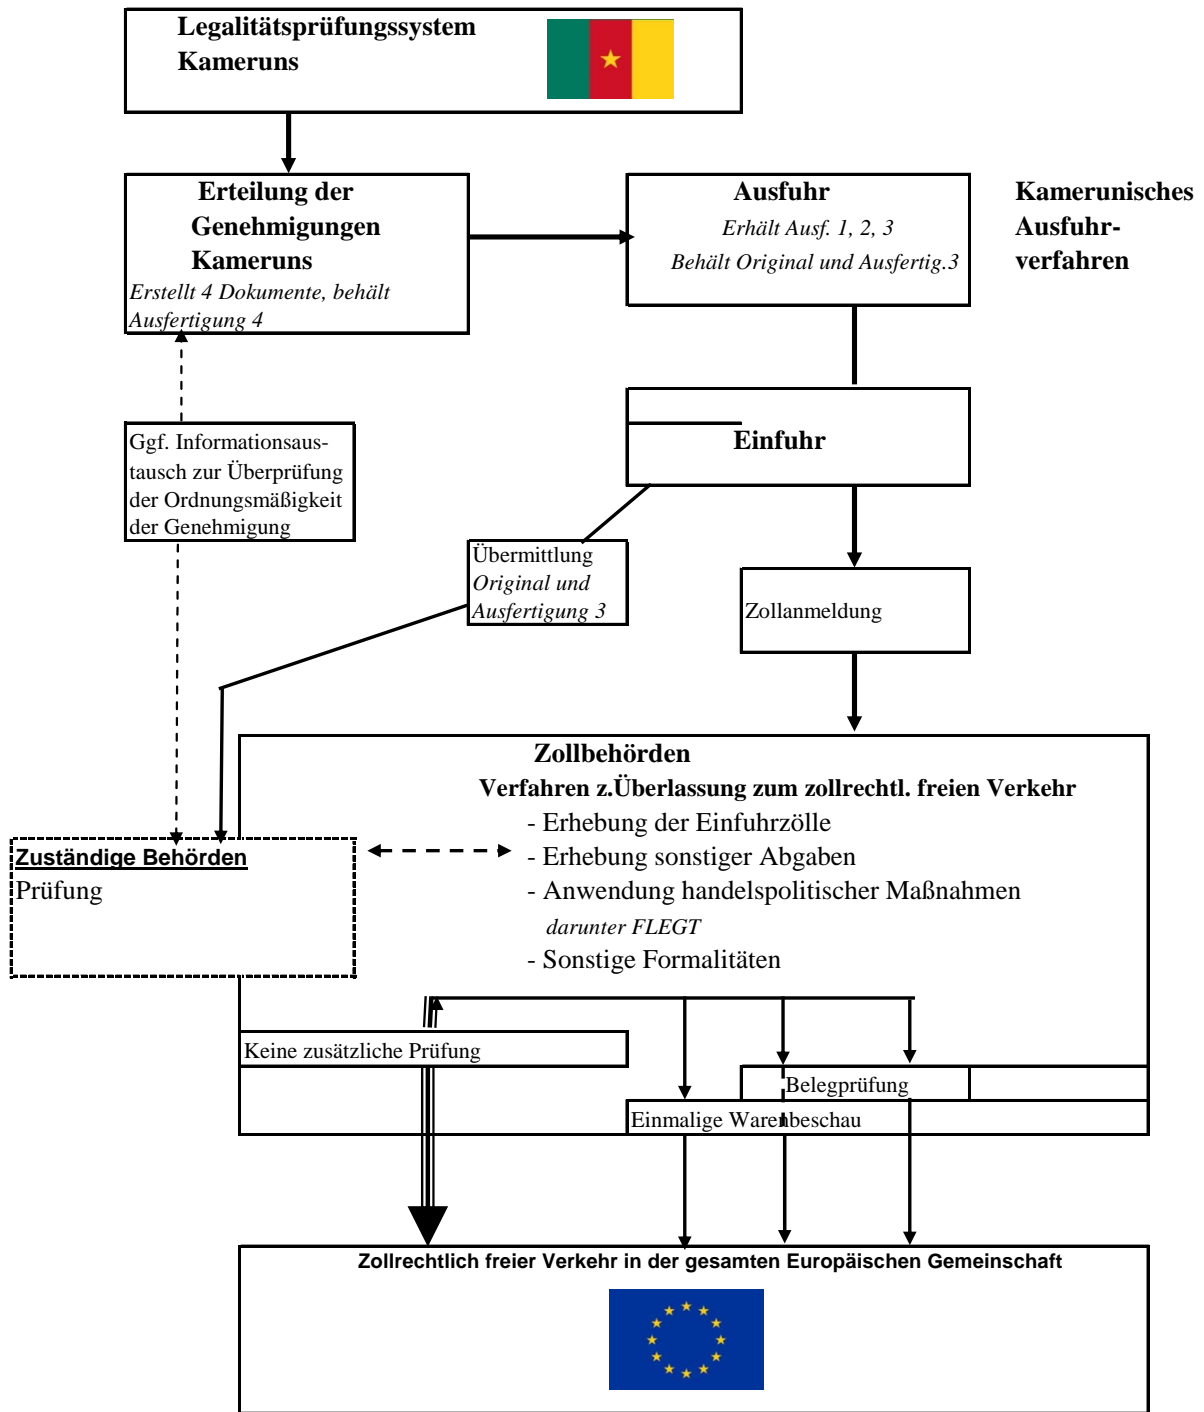 Legalitätsprüfungssystem
Kameruns
Erteilung der
Genehmigungen
Kameruns
Erstellt 4 Dokumente, behält
Ausfertigung 4
Ausfuhr
Erhält Ausf. 1, 2, 3
Behält Original und Ausfertig.3
Kamerunisches
Ausfuhr-
verfahren
Ggf. Informationsaus-
tausch zur Überprüfung
der Ordnungsmäßigkeit
der Genehmigung
Einfuhr
Übermittlung
Original und
Ausfertigung 3
Zollanmeldung
Zollbehörden
Verfahren z.Überlassung zum zollrechtl. freien Verkehr
- Erhebung der Einfuhrzölle
- Erhebung sonstiger Abgaben
- Anwendung handelspolitischer Maßnahmen
darunter FLEGT
- Sonstige Formalitäten
Zuständige Behörden
Prüfung
Keine zusätzliche Prüfung
Belegprüfung
Einmalige Warenbeschau
Zollrechtlich freier Verkehr in der gesamten Europäischen Gemeinschaft